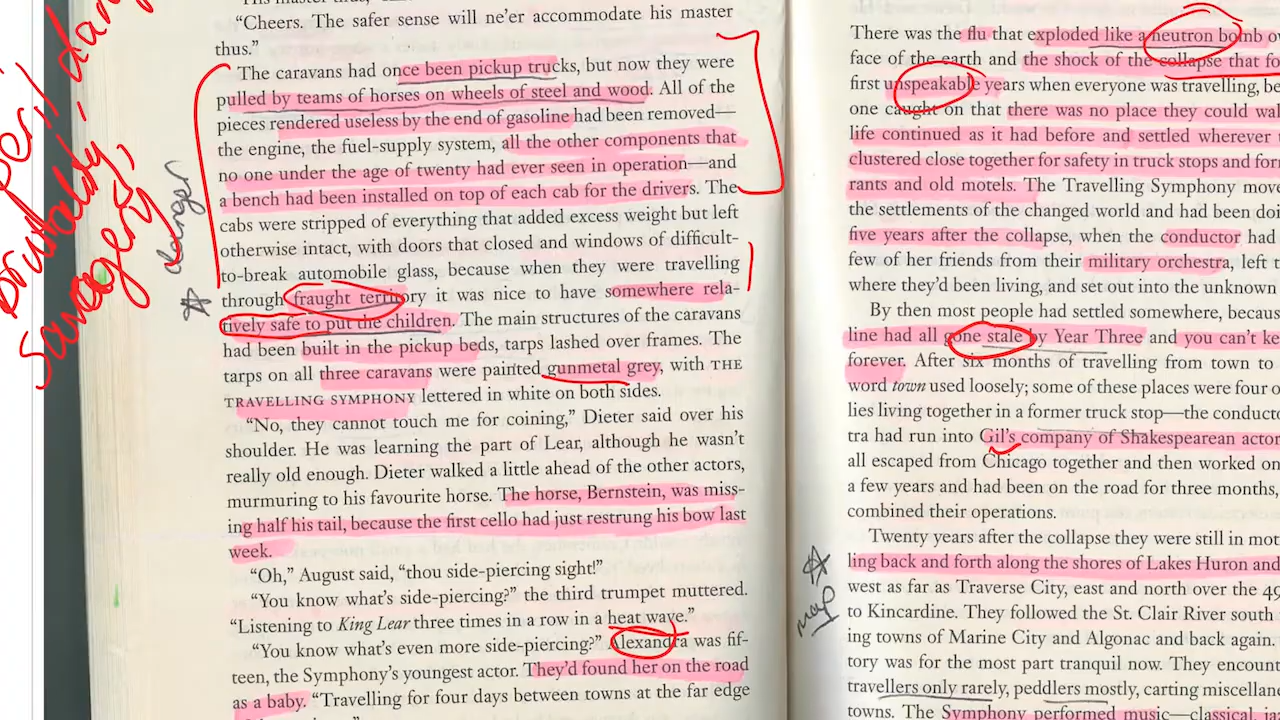 "Cheers. The safer sense will ne'er accommodate his master
thus."
The caravans had once been pickup trucks, but now they were
pulled by teams of horses on wheels of steel and wood. All of the
pieces rendered useless by the end of gasoline had been removed—
the engine, the fuel-supply system, all the other components that
no one under the age of twenty had ever seen in operation—and
a bench had been installed on top of each cab for the drivers. The
cabs were stripped of everything that added excess weight but left
otherwise intact, with doors that closed and windows of difficult-
to-break automobile glass, because when they were travelling
through fraught territory it was nice to have somewhere rela-
tively safe to put the children. The main structures of the caravans
had been built in the pickup beds, tarps lashed over frames. The
tarps on all three caravans were painted gunmetal grey, with THE
TRAVELLING SYMPHONY lettered in white on both sides.
"No, they cannot touch me for coining," Dieter said over his
shoulder. He was learning the part of Lear, although he wasn't
really old enough. Dieter walked a little ahead of the other actors,
murmuring to his favourite horse. The horse, Bernstein, was miss-
ing half his tail, because the first cello had just restrung his bow last
week.
"Oh," August said, "thou side-piercing sight!"
"You know what's side-piercing?" the third trumpet muttered.
"Listening to King Lear three times in a row in a heat wave."
"You know what's even more side-piercing?" Alexandra was fif-
teen, the Symphony's youngest actor. They'd found her on the road
as a baby. "Travelling for four days between towns at the far edge
danger
brutality,
savagery
There was the flu that exploded like a neutron bomb
face of the earth and the shock of the collapse that
first unspeakable years when everyone was travelling,
one caught on that there was no place they could
life continued as it had before and settled wherever
clustered close together for safety in truck stops and
and old motels. The Travelling Symphony
the settlements of the changed world and had been
five years after the collapse, when the conductor had
few of her friends from their military orchestra, left
where they'd been living, and set out into the unknown
By then most people had settled somewhere,
line had all gone stale by Year Three and you can't
forever. After six months of travelling from town to
word town used loosely; some of these places were four
lies living together in a former truck stop—the
tra had run into Gil's company of Shakespearean
all escaped from Chicago together and then worked
a few years and had been on the road for three months,
combined their operations.
Twenty years after the collapse they were still in
ling back and forth along the shores of Lakes Huron and
west as far as Traverse City, east and north over the
to Kincardine. They followed the St. Clair River south
ing towns of Marine City and Algonac and back again.
tory was for the most part tranquil now. They
travellers only rarely, peddlers mostly, carting
towns. The Symphony performed music—classical,
map